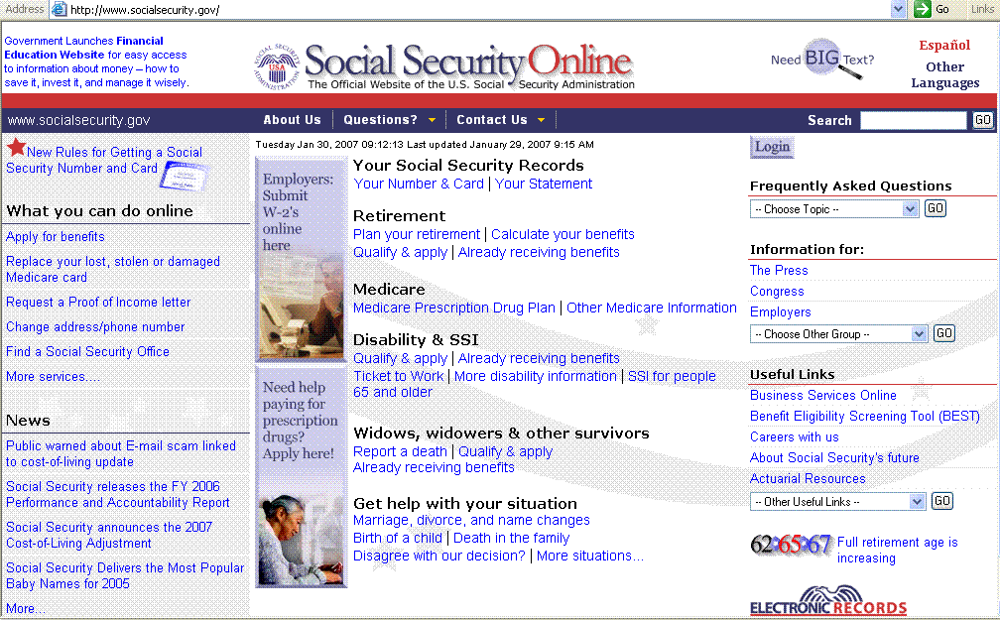 Address http://www.socialsecurity.gov/ Go Links
Government Launches Financial
Education Website for easy access
to information about money – how to
save it, invest it, and manage it wisely.
SOCIAL SECURITY
USA
ADMINISTRATION
Social Security Online
The Official Website of the U.S. Social Security Administration
Need BIG Text?
Español
Other
Languages
www.socialsecurity.gov
About Us Questions? Contact Us
Search GO
New Rules for Getting a Social
Security Number and Card
What you can do online
Apply for benefits
Replace your lost, stolen or damaged
Medicare card
Request a Proof of Income letter
Change address/phone number
Find a Social Security Office
More services....
News
Public warned about E-mail scam linked
to cost-of-living update
Social Security releases the FY 2006
Performance and Accountability Report
Social Security announces the 2007
Cost-of-Living Adjustment
Social Security Delivers the Most Popular
Baby Names for 2005
More...
Tuesday Jan 30, 2007 09:12:13 Last updated January 29, 2007 9:15 AM
Employers:
Submit
W-2's
online
here
Need help
paying for
prescription
drugs?
Apply here!
Your Social Security Records
Your Number & Card | Your Statement
Retirement
Plan your retirement | Calculate your benefits
Qualify & apply | Already receiving benefits
Medicare
Medicare Prescription Drug Plan | Other Medicare Information
Disability & SSI
Qualify & apply | Already receiving benefits
Ticket to Work | More disability information | SSI for people
65 and older
Widows, widowers & other survivors
Report a death | Qualify & apply
Already receiving benefits
Get help with your situation
Marriage, divorce, and name changes
Birth of a child | Death in the family
Disagree with our decision? | More situations...
Login
Frequently Asked Questions
-- Choose Topic -- GO
Information for:
The Press
Congress
Employers
-- Choose Other Group -- GO
Useful Links
Business Services Online
Benefit Eligibility Screening Tool (BEST)
Careers with us
About Social Security's future
Actuarial Resources
-- Other Useful Links -- GO
62·65·67 Full retirement age is
increasing
ELECTRONIC RECORDS